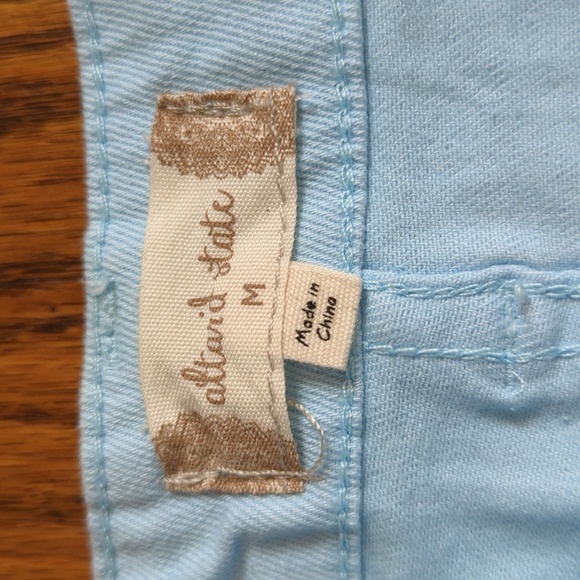 altar'd state
M
Made in
China